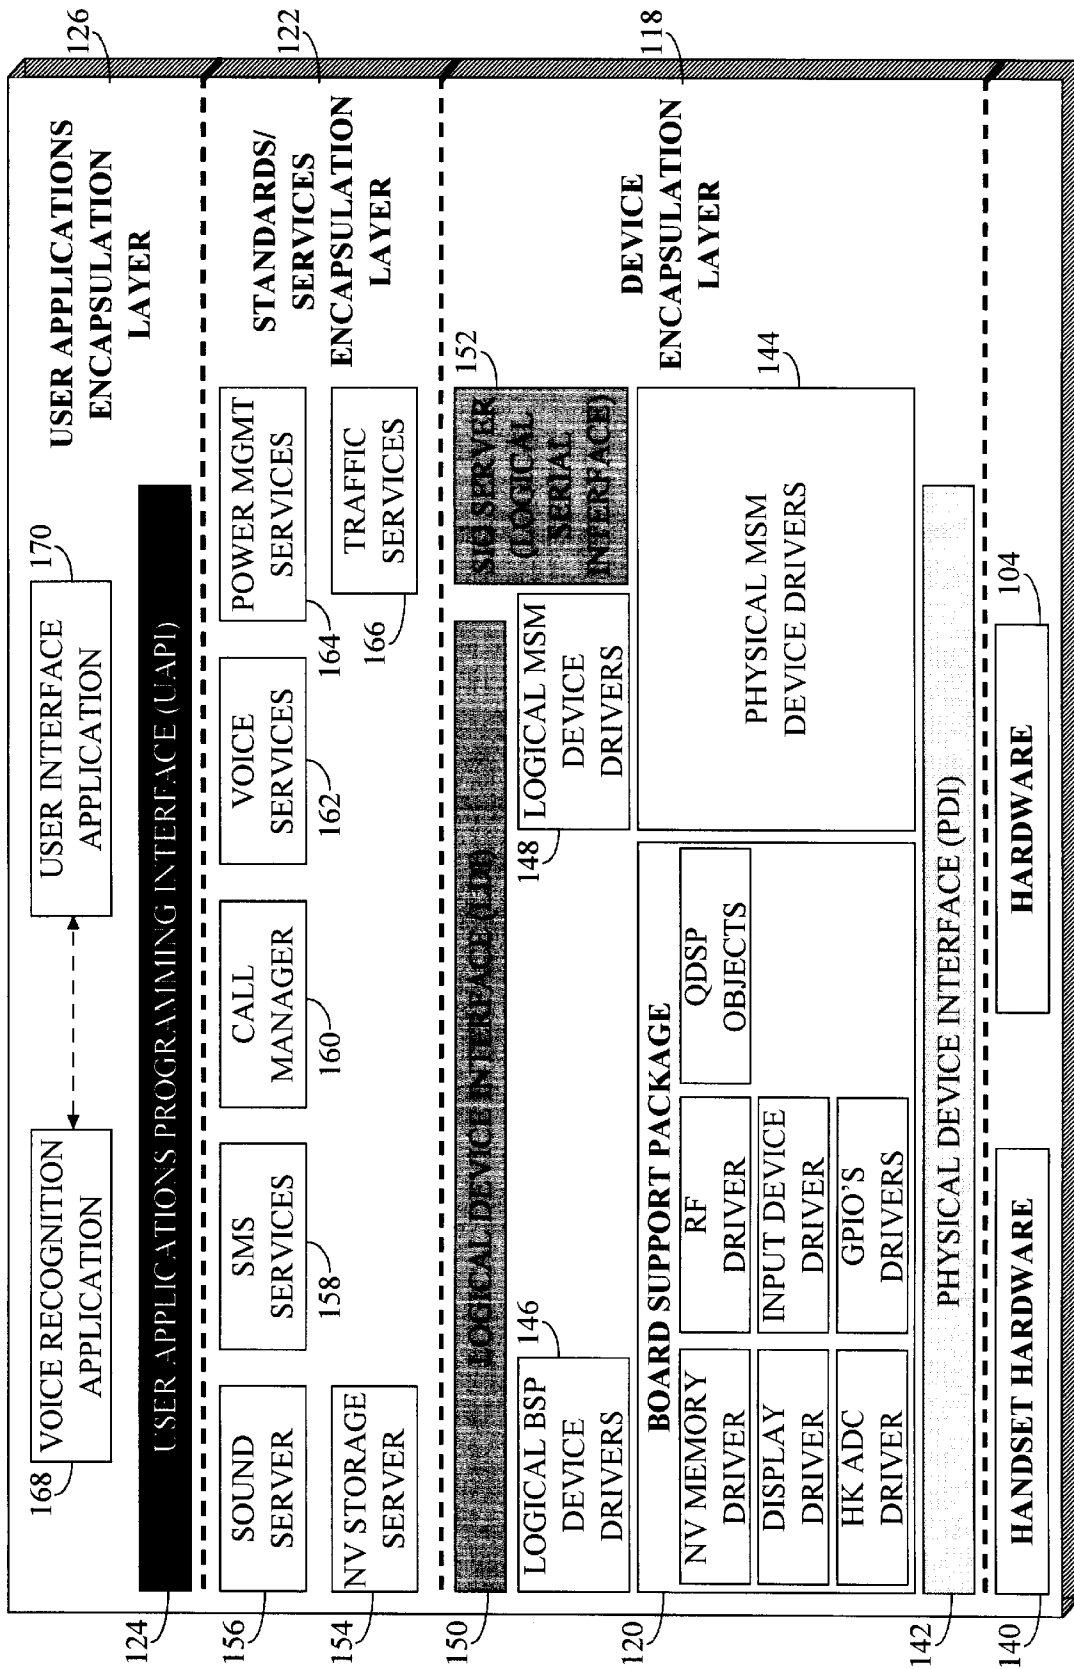 168
VOICE RECOGNITION
APPLICATION
USER INTERFACE
APPLICATION
170
USER APPLICATIONS
ENCAPSULATION
LAYER
126
124
USER APPLICATIONS PROGRAMMING INTERFACE (UAPI)
156
SOUND
SERVER
SMS
SERVICES
158
CALL
MANAGER
160
VOICE
SERVICES
162
POWER MGMT
SERVICES
164
STANDARDS/
SERVICES
ENCAPSULATION
LAYER
122
154
NV STORAGE
SERVER
TRAFFIC
SERVICES
166
150
LOGICAL DEVICE INTERFACE (LDI)
SIO SERVER
(LOGICAL
SERIAL
INTERFACE)
152
LOGICAL BSP
DEVICE
DRIVERS
146
LOGICAL MSM
DEVICE
DRIVERS
148
DEVICE
ENCAPSULATION
LAYER
118
120
BOARD SUPPORT PACKAGE
NV MEMORY
DRIVER
RF
DRIVER
QDSP
OBJECTS
DISPLAY
DRIVER
INPUT DEVICE
DRIVER
HK ADC
DRIVER
GPIO'S
DRIVERS
PHYSICAL MSM
DEVICE DRIVERS
144
142
PHYSICAL DEVICE INTERFACE (PDI)
140
HANDSET HARDWARE
HARDWARE
104